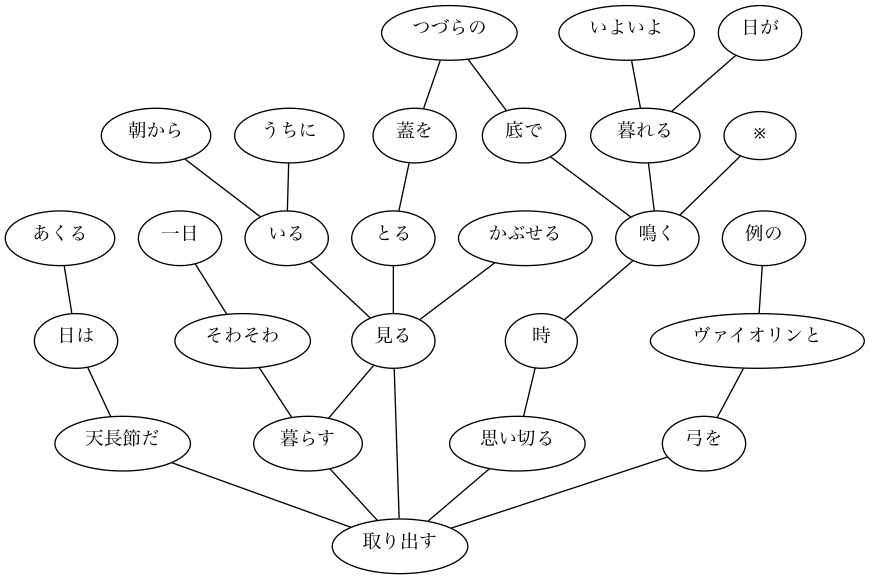 つづらの
いよいよ
日が
朝から
うちに
蓋を
底で
暮れる
※
あくる
一日
いる
とる
かぶせる
鳴く
例の
日は
そわそわ
見る
時
ヴァイオリンと
天長節だ
暮らす
思い切る
弓を
取り出す